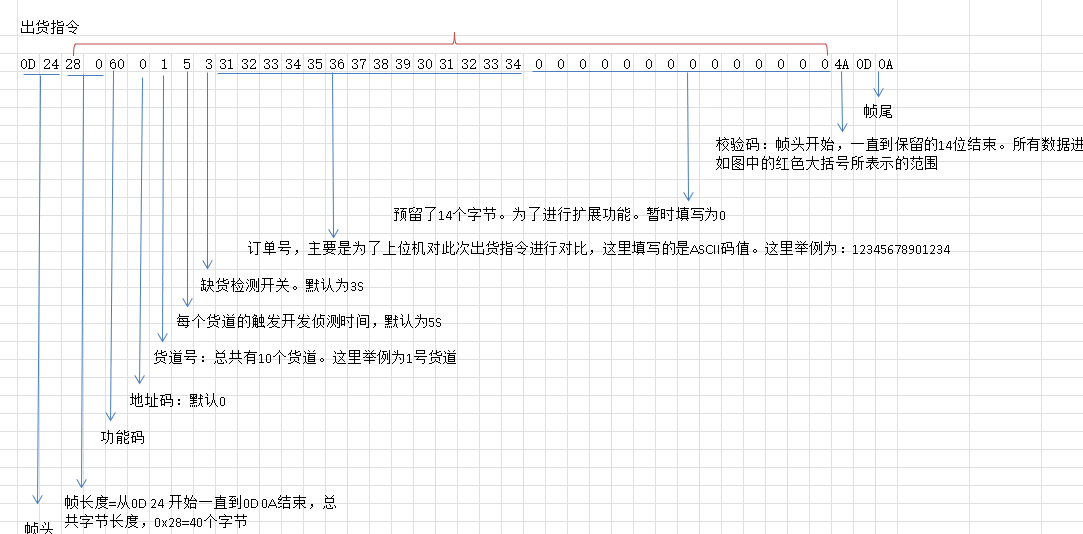 出货指令
0D 24 28 0 60 0 1 5 3 31 32 33 34 35 36 37 38 39 30 31 32 33 34 0 0 0 0 0 0 0 0 0 0 0 0 0 0 4A 0D 0A
帧尾
校验码：帧头开始，一直到保留的14位结束。所有数据进
如图中的红色大括号所表示的范围
预留了14个字节。为了进行扩展功能。暂时填写为0
订单号，主要是为了上位机对此次出货指令进行对比，这里填写的是ASCII码值。这里举例为：12345678901234
缺货检测开关。默认为3S
每个货道的触发开发侦测时间，默认为5S
货道号：总共有10个货道。这里举例为1号货道
地址码：默认0
功能码
帧长度=从0D 24 开始一直到0D 0A结束，总
共字节长度，0x28=40个字节
帧头